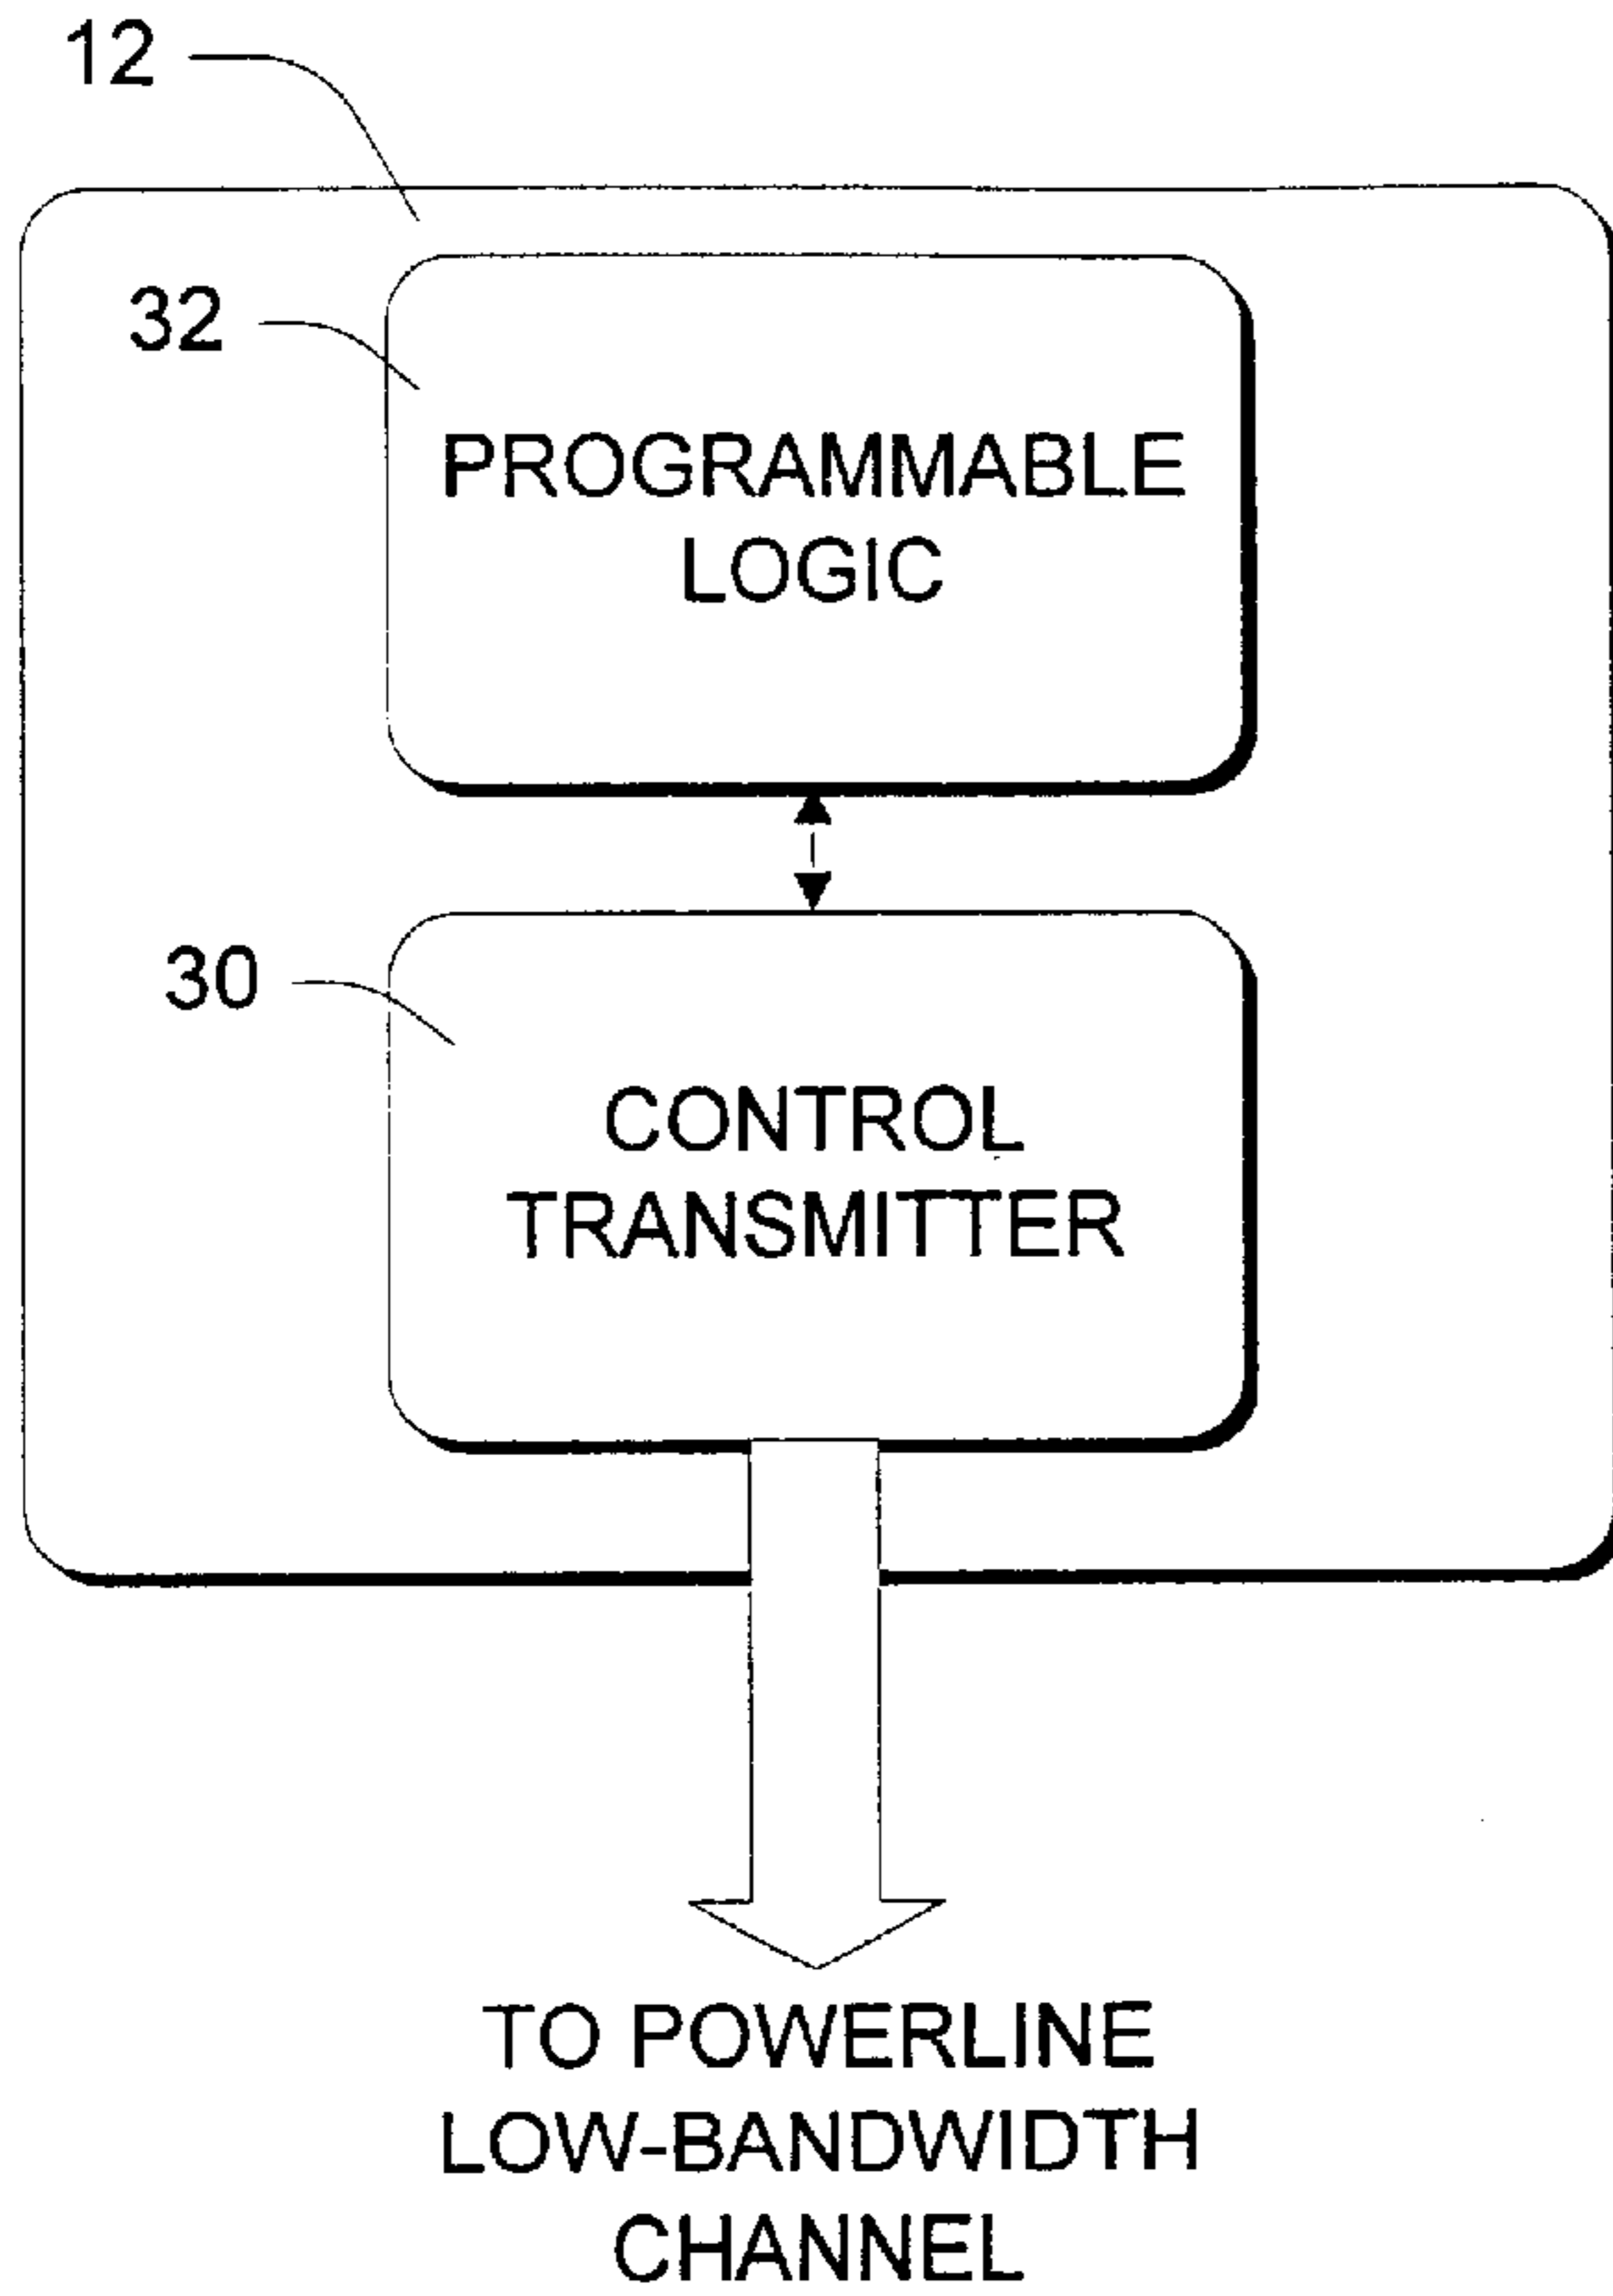 12
32
PROGRAMMABLE
LOGIC
30
CONTROL
TRANSMITTER
TO POWERLINE
LOW-BANDWIDTH
CHANNEL